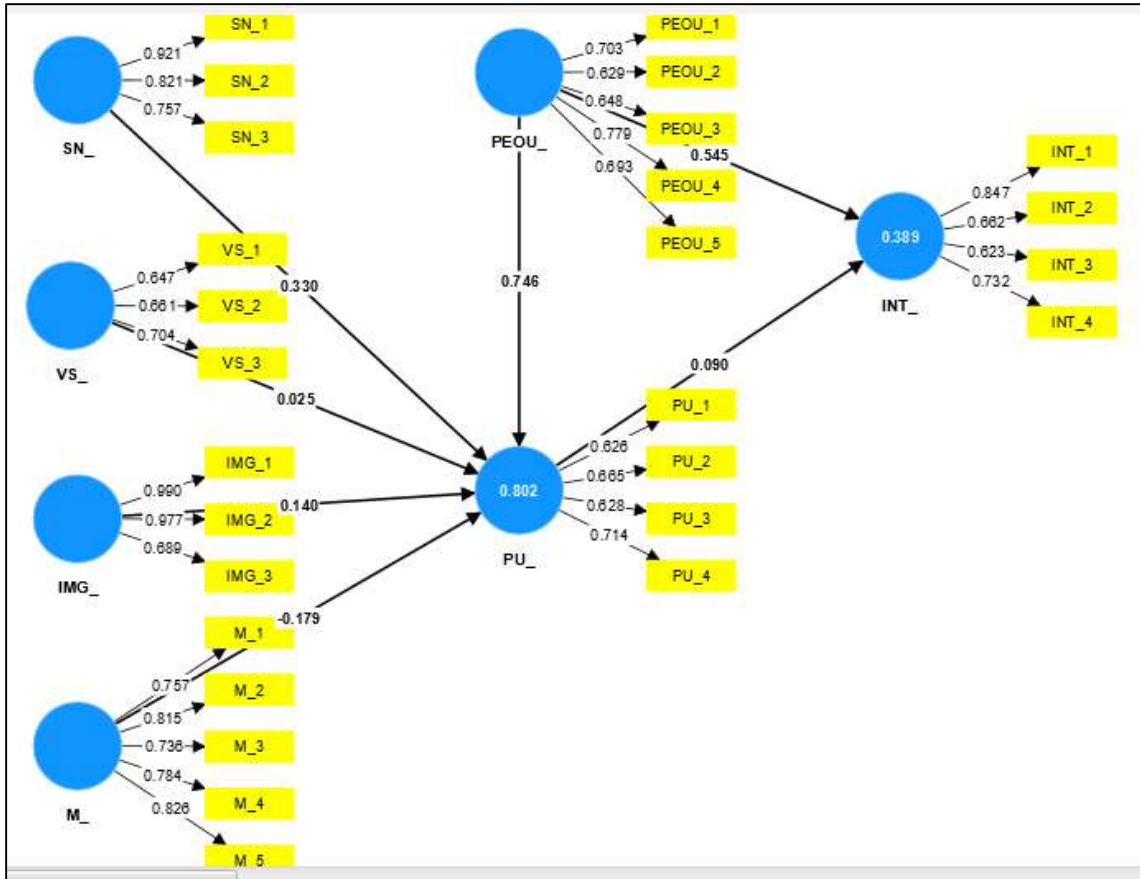 SN_1
0.921
0.821
SN_2
0.757
SN_3
SN_
VS_1
0.647
0.661
VS_2
0.704
VS_3
VS_
IMG_1
0.990
0.977
IMG_2
0.689
IMG_3
IMG_
M_1
0.757
M_2
0.815
0.736
M_3
0.784
M_4
0.826
M_5
M_
0.330
0.025
0.140
-0.179
PEOU_1
0.703
0.629
PEOU_2
0.648
PEOU_3
0.779
0.693
PEOU_4
PEOU_5
PEOU_
0.545
0.746
0.802
PU_
0.090
PU_1
0.626
0.665
PU_2
0.628
PU_3
0.714
PU_4
0.389
INT_
INT_1
0.847
0.662
INT_2
0.623
INT_3
0.732
INT_4